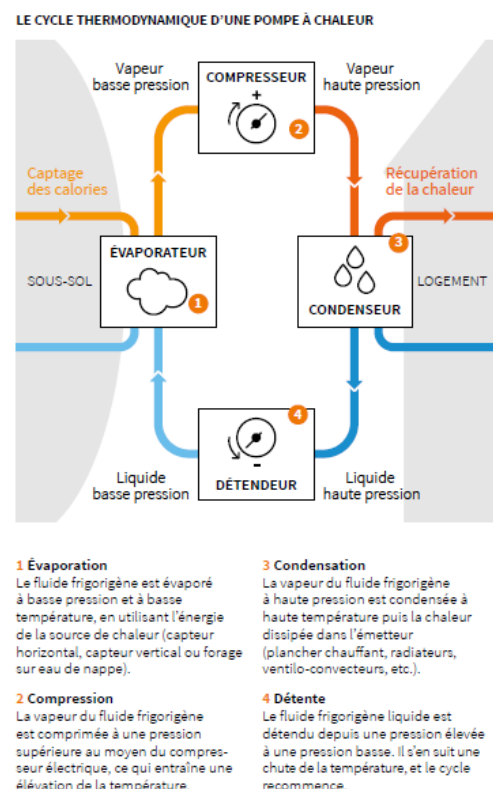 LE CYCLE THERMODYNAMIQUE D'UNE POMPE À CHALEUR
Vapeur
basse pression
COMPRESSEUR
+
2
Vapeur
haute pression
Captage
des calories
Récupération
de la chaleur
SOUS-SOL
ÉVAPORATEUR
1
3
CONDENSEUR
LOGEMENT
Liquide
basse pression
4
-
DÉTENDEUR
Liquide
haute pression
1 Évaporation
Le fluide frigorigène est évaporé
à basse pression et à basse
température, en utilisant l'énergie
de la source de chaleur (capteur
horizontal, capteur vertical ou forage
sur eau de nappe).
2 Compression
La vapeur du fluide frigorigène
est comprimée à une pression
supérieure au moyen du compres-
seur électrique, ce qui entraîne une
élévation de la température.
3 Condensation
La vapeur du fluide frigorigène
à haute pression est condensée à
haute température puis la chaleur
dissipée dans l'émetteur
(plancher chauffant, radiateurs,
ventilo-convecteurs, etc.).
4 Détente
Le fluide frigorigène liquide est
détendu depuis une pression élevée
à une pression basse. Il s'en suit une
chute de la température, et le cycle
recommence.